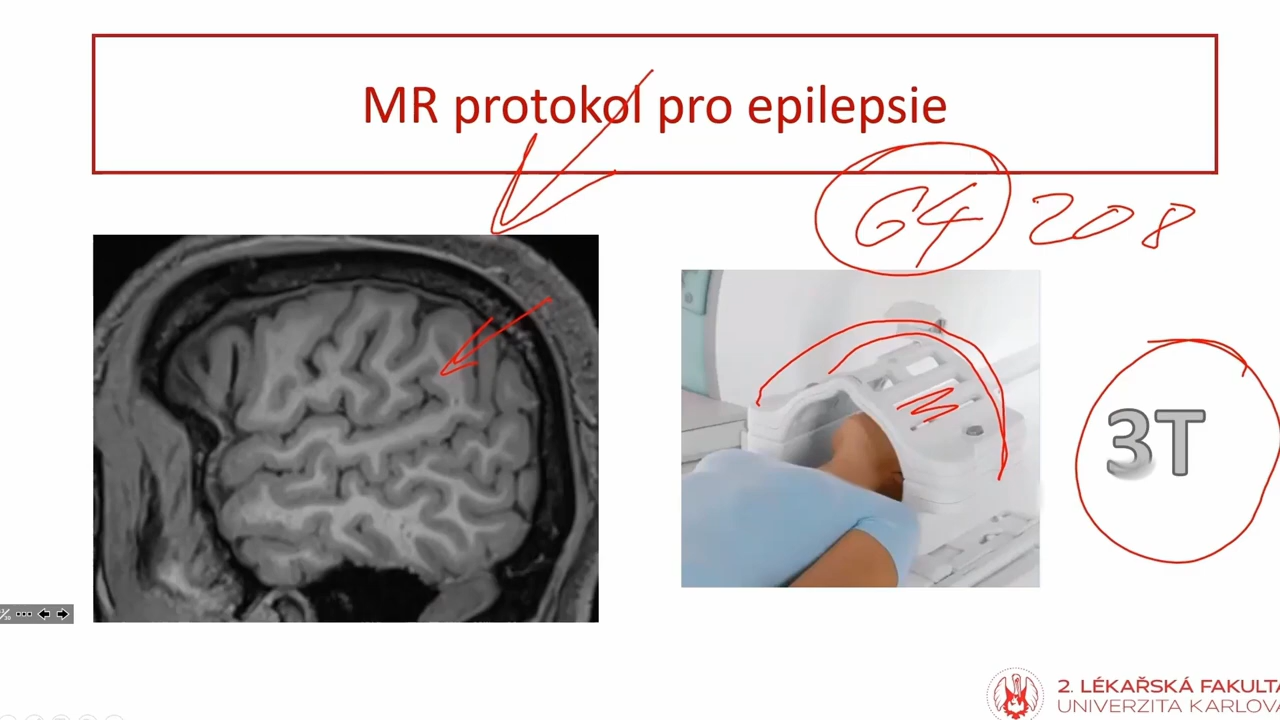 MR protokol pro epilepsie
64 208
3T
2. LÉKAŘSKÁ FAKULTA
UNIVERZITA KARLOVA